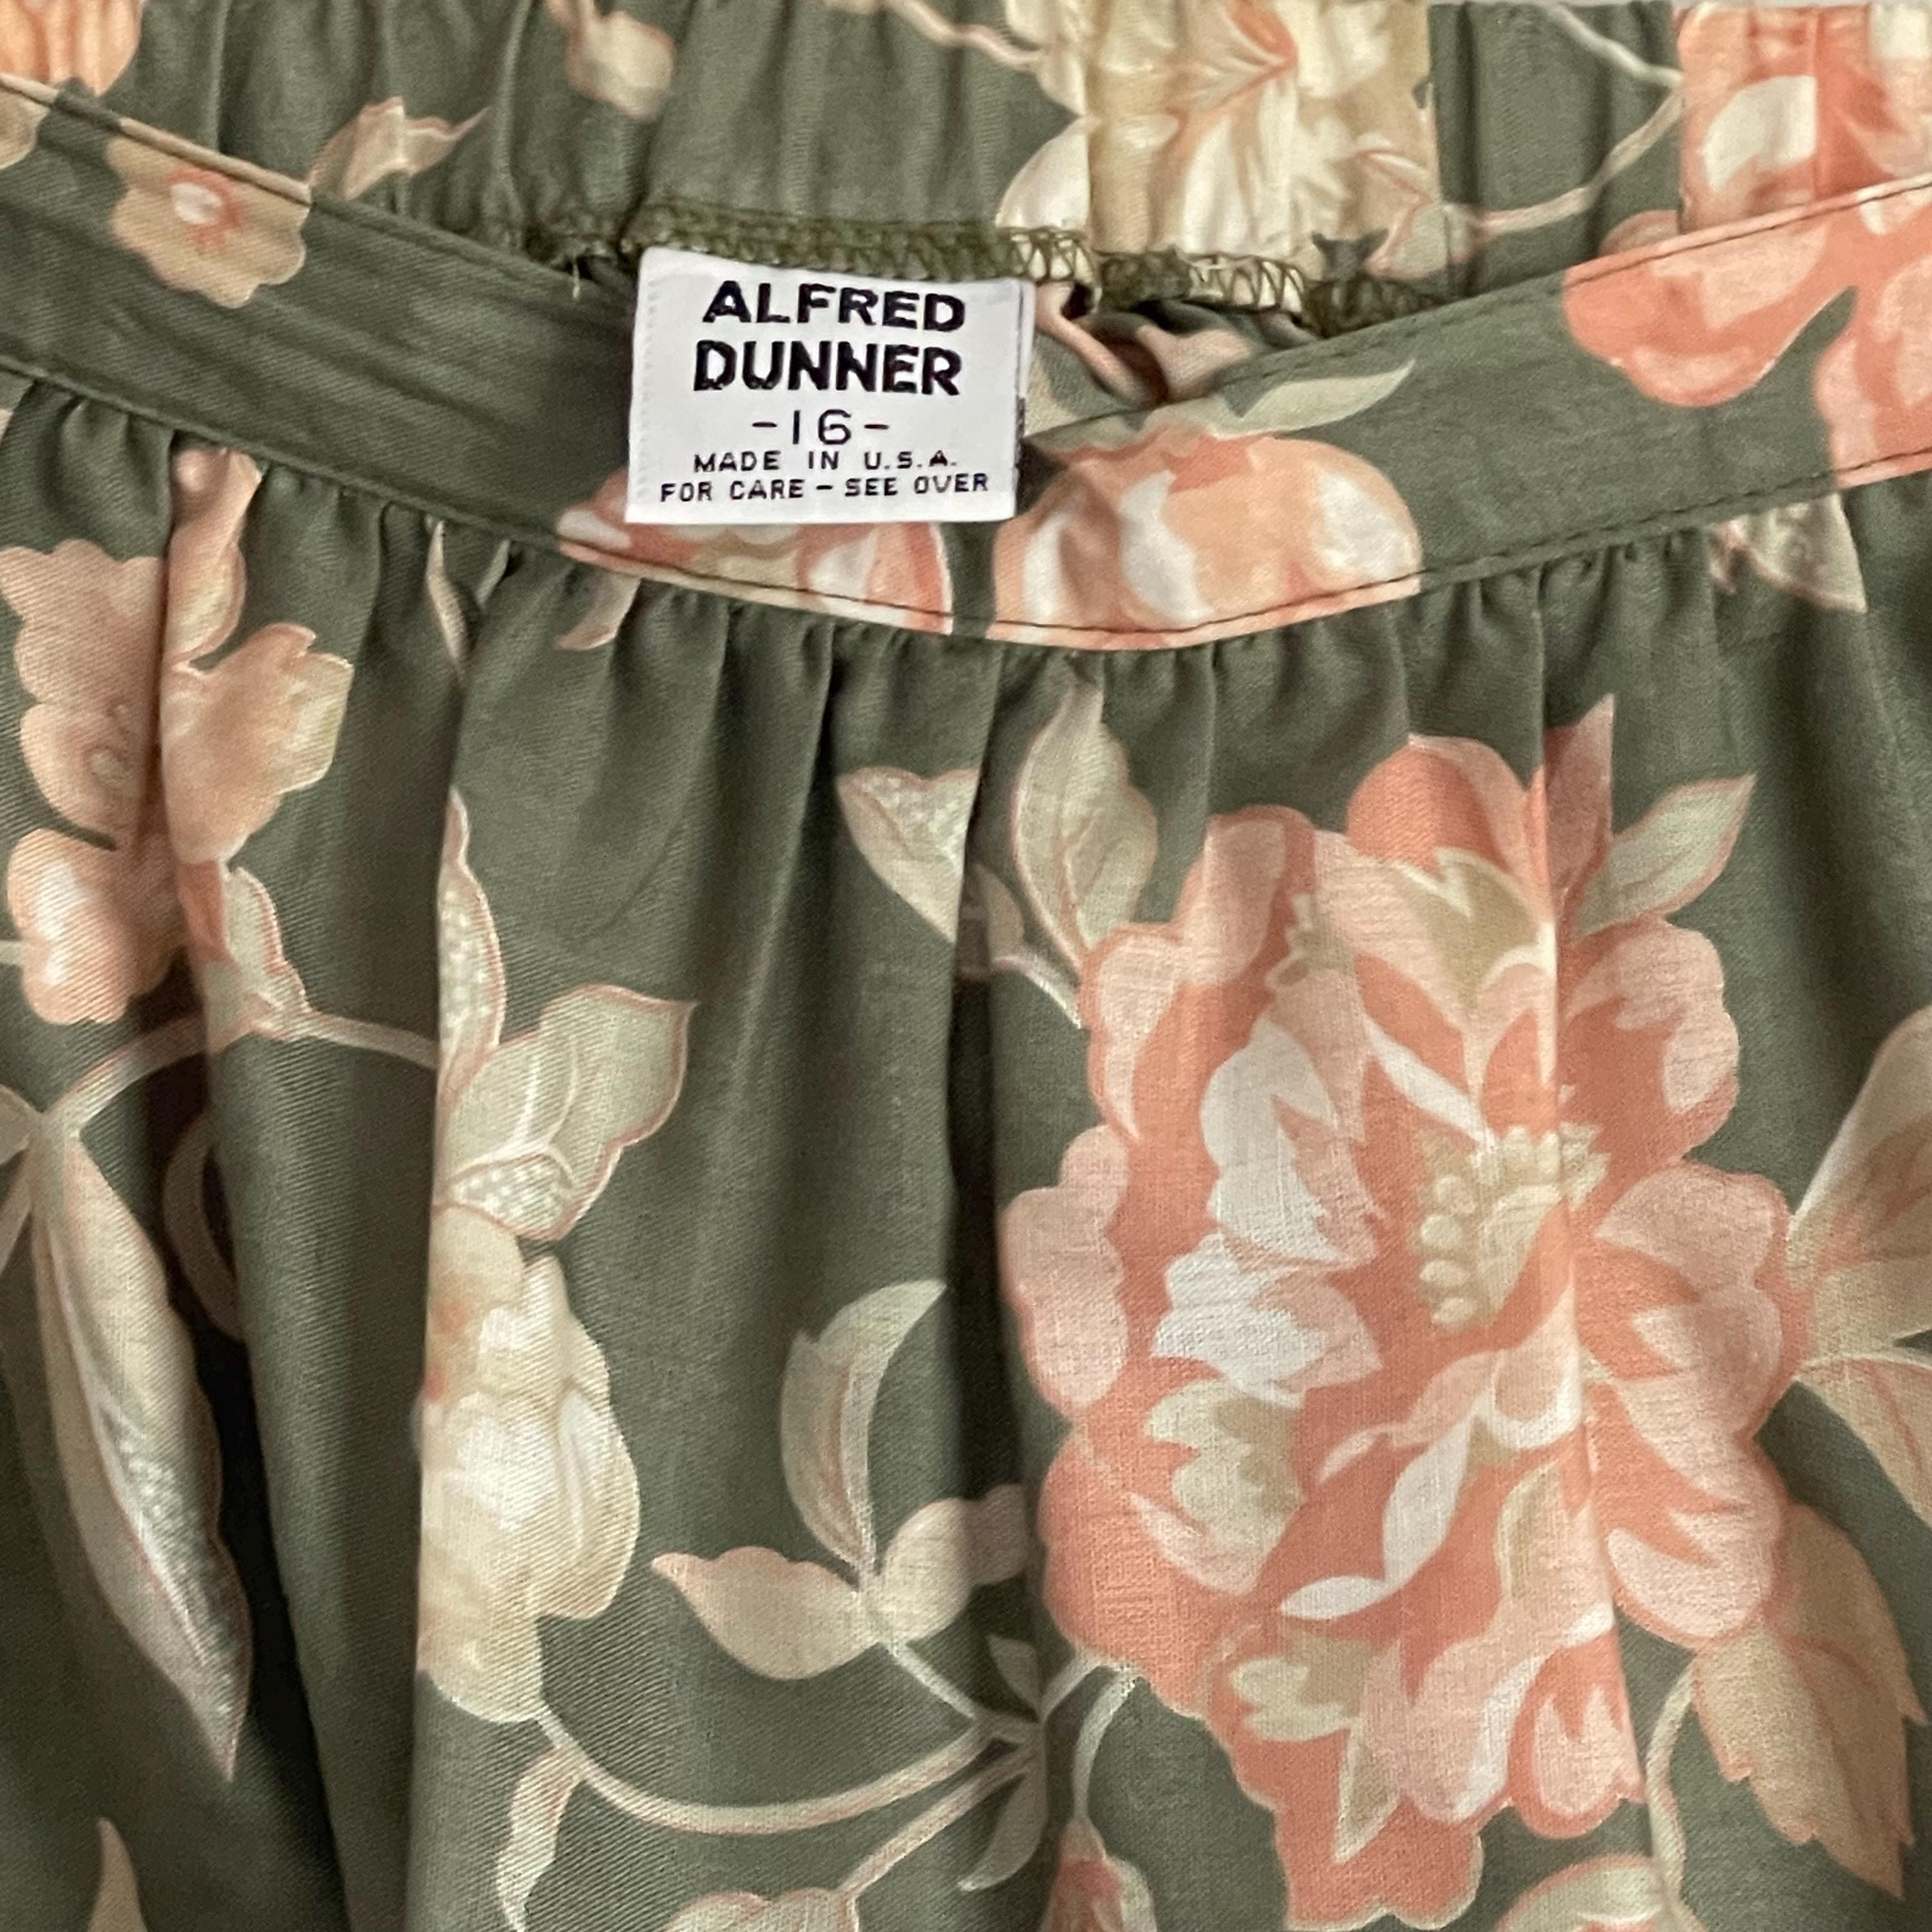 ALFRED
DUNNER
-16-
MADE IN U.S.A.
FOR CARE - SEE OVER